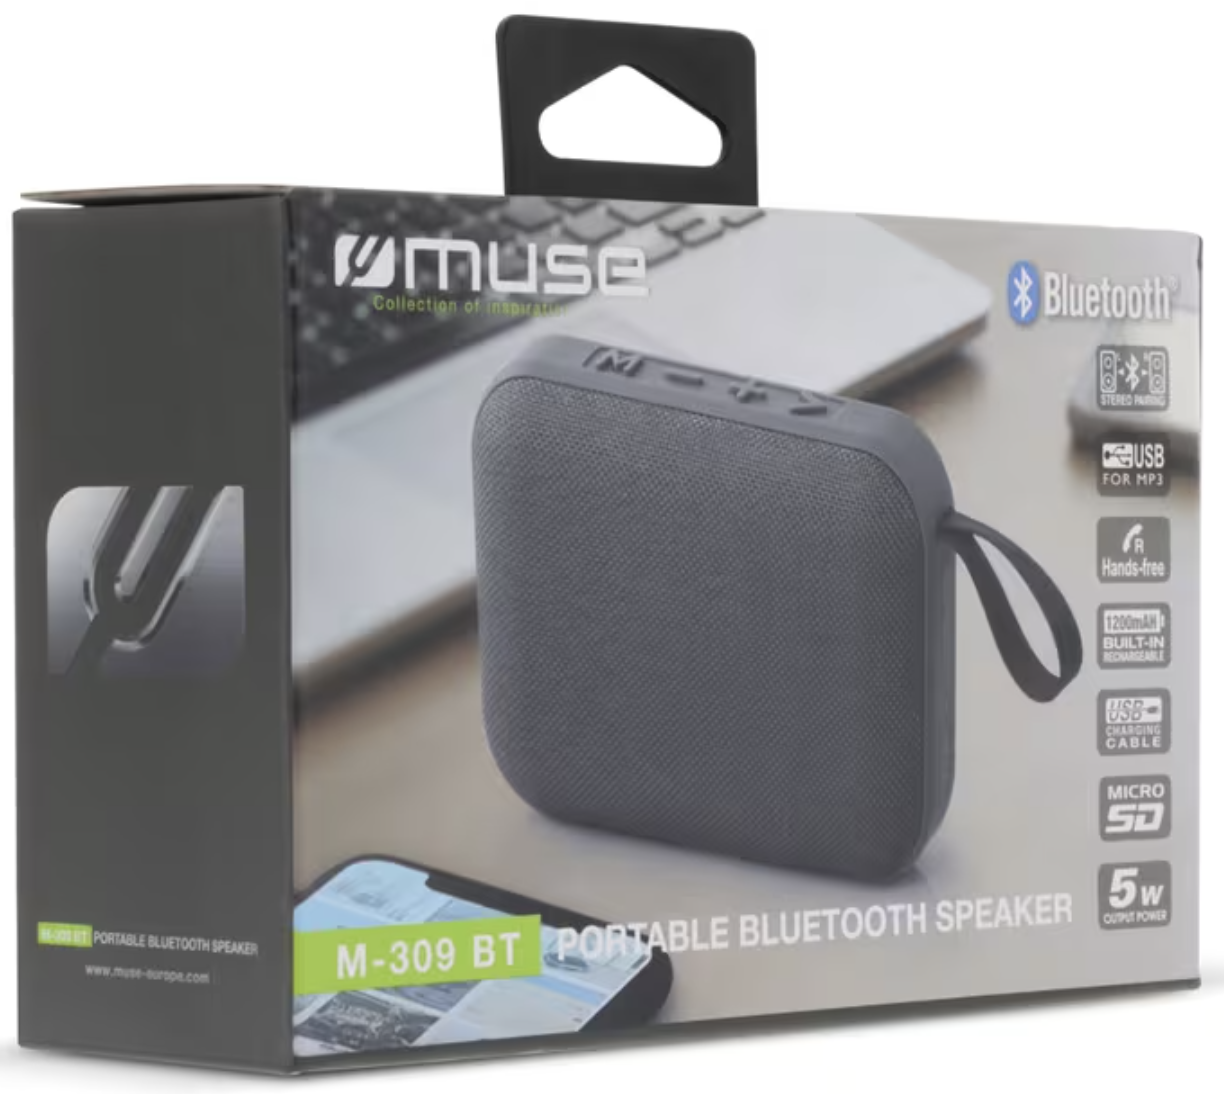 muse
Collection of inspiration
Bluetooth®
STEREO PAIRING
USB
FOR MP3
R
Hands-free
1200mAH
BUILT-IN
RECHARGEABLE
USB
CHARGING
CABLE
MICRO
SD
5W
OUTPUT POWER
M
M-309 BT PORTABLE BLUETOOTH SPEAKER
M-309 BT PORTABLE BLUETOOTH SPEAKER
www.muse-europe.com